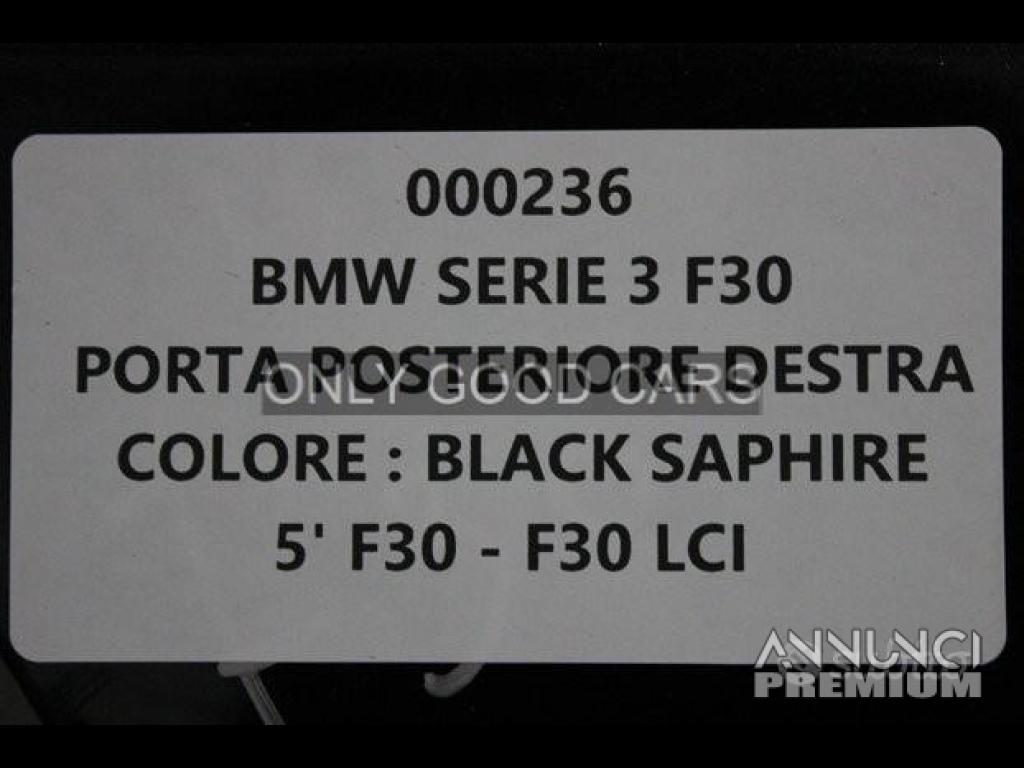 000236
BMW SERIE 3 F30
PORTA POSTERIORE DESTRA
ONLY GOOD CARS
COLORE : BLACK SAPHIRE
5' F30 - F30 LCI
ANNUNCI
PREMIUM